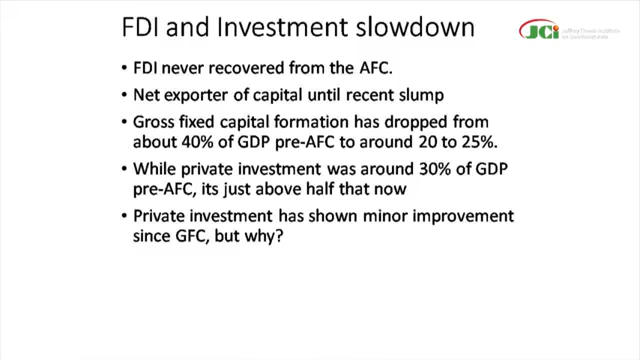 FDI and Investment slowdown
JCi
Jeffrey Cheah Institute
on Southeast Asia
• FDI never recovered from the AFC.
• Net exporter of capital until recent slump
• Gross fixed capital formation has dropped from
about 40% of GDP pre-AFC to around 20 to 25%.
• While private investment was around 30% of GDP
pre-AFC, its just above half that now
• Private investment has shown minor improvement
since GFC, but why?